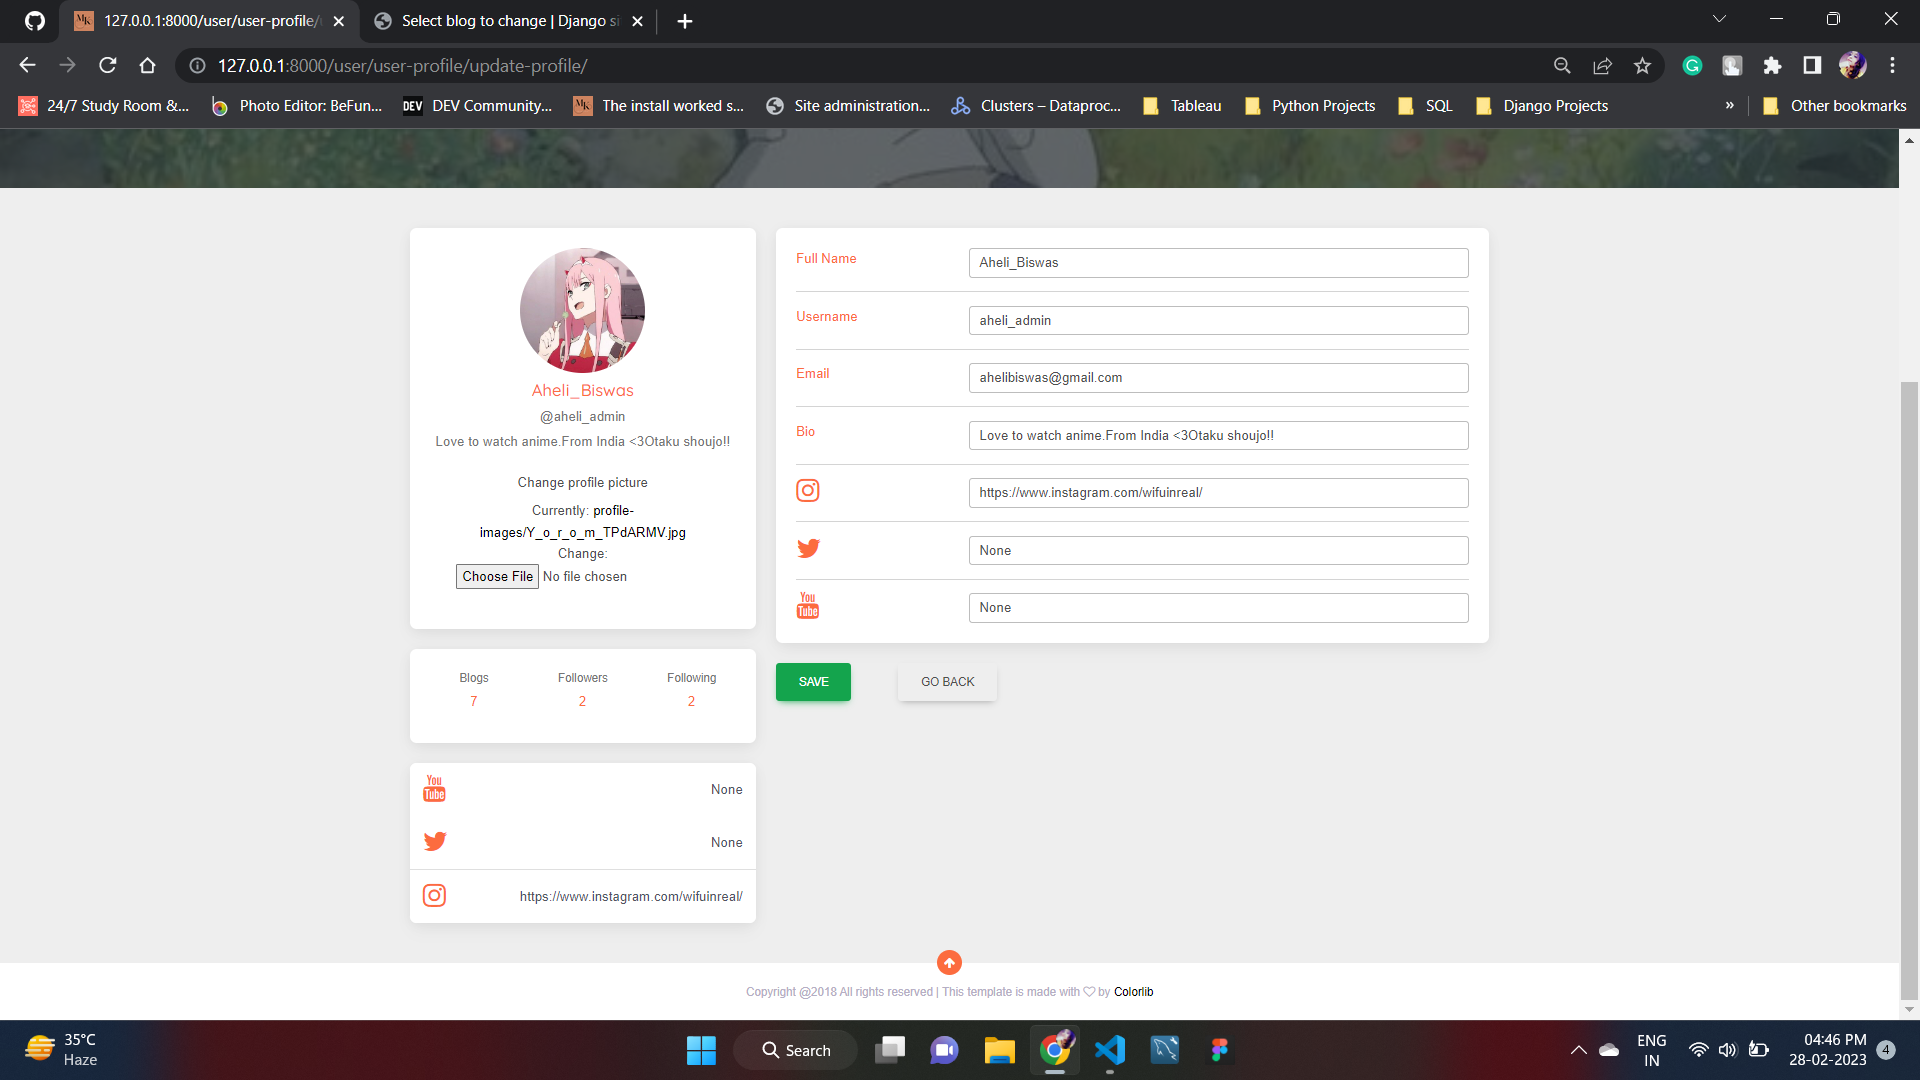 127.0.0.1:8000/user/user-profile/
Select blog to change | Django si
127.0.0.1:8000/user/user-profile/update-profile/
24/7 Study Room &...
Photo Editor: BeFun...
DEV
DEV Community...
The install worked s...
Site administration...
Clusters – Dataproc...
Tableau
Python Projects
SQL
Django Projects
»
Other bookmarks
Aheli_Biswas
@aheli_admin
Love to watch anime.From India <3Otaku shoujo!!
Change profile picture
Currently: profile-
images/Y_o_r_o_m_TPdARMV.jpg
Change:
Choose File No file chosen
Full Name
Aheli_Biswas
Username
aheli_admin
Email
ahelibiswas@gmail.com
Bio
Love to watch anime.From India <3Otaku shoujo!!
https://www.instagram.com/wifuinreal/
None
You
Tube
None
SAVE
GO BACK
Blogs
Followers
Following
7
2
2
You
Tube
None
None
https://www.instagram.com/wifuinreal/
Copyright @2018 All rights reserved | This template is made with ♡ by Colorlib
35°C
Haze
Search
ENG
IN
04:46 PM
28-02-2023
4